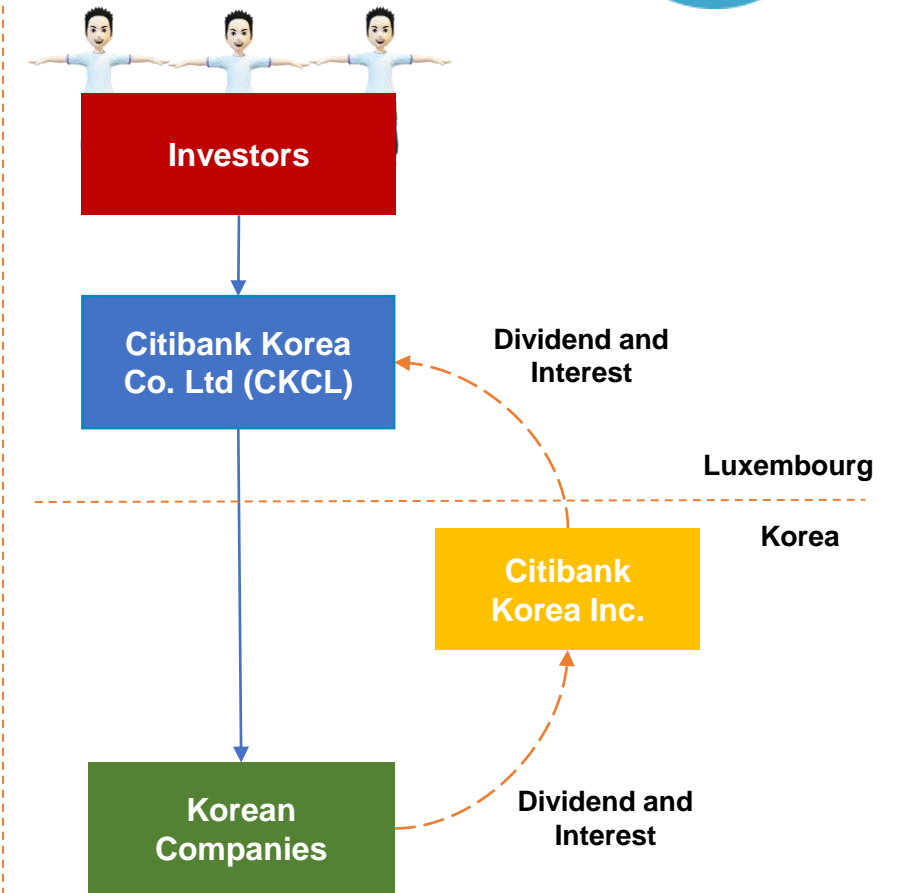 Investors
Citibank Korea
Co. Ltd (CKCL)
Dividend and
Interest
Luxembourg
Korea
Citibank
Korea Inc.
Korean
Companies
Dividend and
Interest